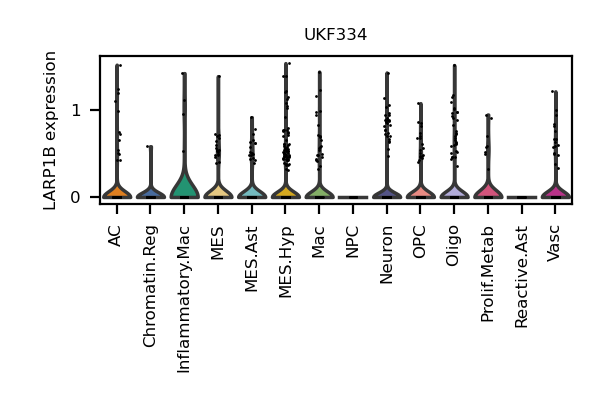 UKF334
LARP1B expression
1
0
AC
Chromatin.Reg
Inflammatory.Mac
MES
MES.Ast
MES.Hyp
Mac
NPC
Neuron
OPC
Oligo
Prolif.Metab
Reactive.Ast
Vasc